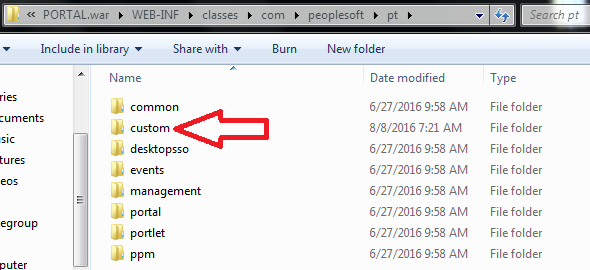 « PORTAL.war ▸ WEB-INF ▸ classes ▸ com ▸ peoplesoft ▸ pt ▸ Search pt
Include in library ▾ Share with ▾ Burn New folder
Name Date modified Type
common 6/27/2016 9:58 AM File folder
custom 8/8/2016 7:21 AM File folder
desktopsso 6/27/2016 9:58 AM File folder
events 6/27/2016 9:58 AM File folder
management 6/27/2016 9:58 AM File folder
portal 6/27/2016 9:58 AM File folder
portlet 6/27/2016 9:58 AM File folder
ppm 6/27/2016 9:58 AM File folder
ries
cuments
usic
tures
eos
egroup
mputer